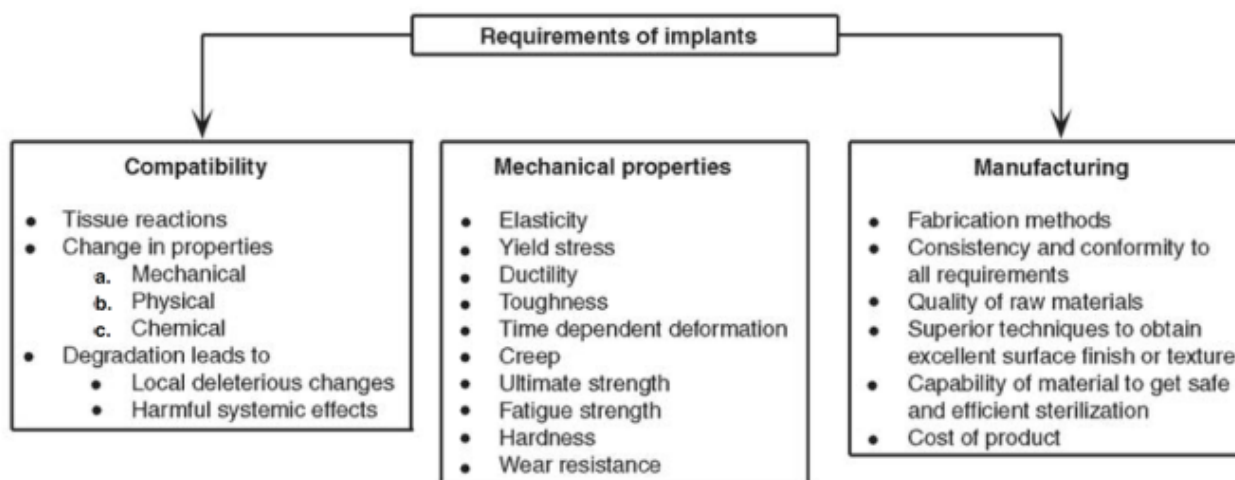 Requirements of implants
Compatibility
• Tissue reactions
• Change in properties
a. Mechanical
b. Physical
c. Chemical
• Degradation leads to
• Local deleterious changes
• Harmful systemic effects
Mechanical properties
• Elasticity
• Yield stress
• Ductility
• Toughness
• Time dependent deformation
• Creep
• Ultimate strength
• Fatigue strength
• Hardness
• Wear resistance
Manufacturing
• Fabrication methods
• Consistency and conformity to
all requirements
• Quality of raw materials
• Superior techniques to obtain
excellent surface finish or texture
• Capability of material to get safe
and efficient sterilization
• Cost of product